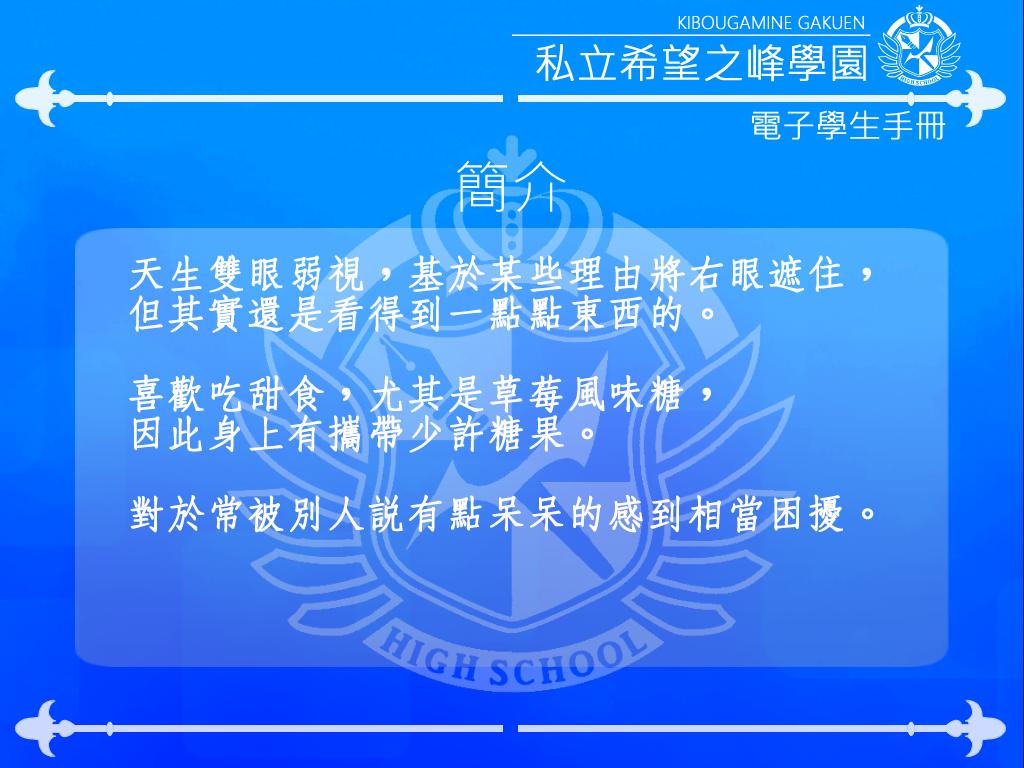 KIBOUGAMINE GAKUEN
私立希望之峰學園
HIGH SCHOOL
電子學生手冊
簡介
天生雙眼弱視，基於某些理由將右眼遮住，
但其實還是看得到一點點東西的。
喜歡吃甜食，尤其是草莓風味糖，
因此身上有攜帶少許糖果。
對於常被別人說有點呆呆的感到相當困擾。
HIGH SCHOOL